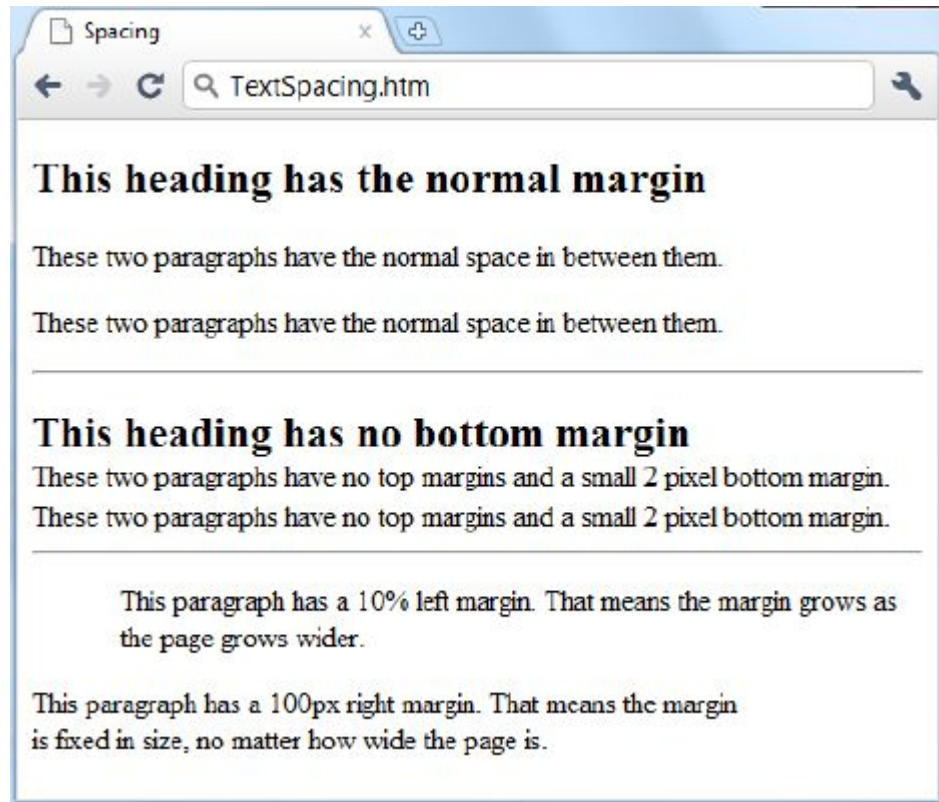 Spacing
TextSpacing.htm
This heading has the normal margin
These two paragraphs have the normal space in between them.
These two paragraphs have the normal space in between them.
This heading has no bottom margin
These two paragraphs have no top margins and a small 2 pixel bottom margin.
These two paragraphs have no top margins and a small 2 pixel bottom margin.
This paragraph has a 10% left margin. That means the margin grows as
the page grows wider.
This paragraph has a 100px right margin. That means the margin
is fixed in size, no matter how wide the page is.